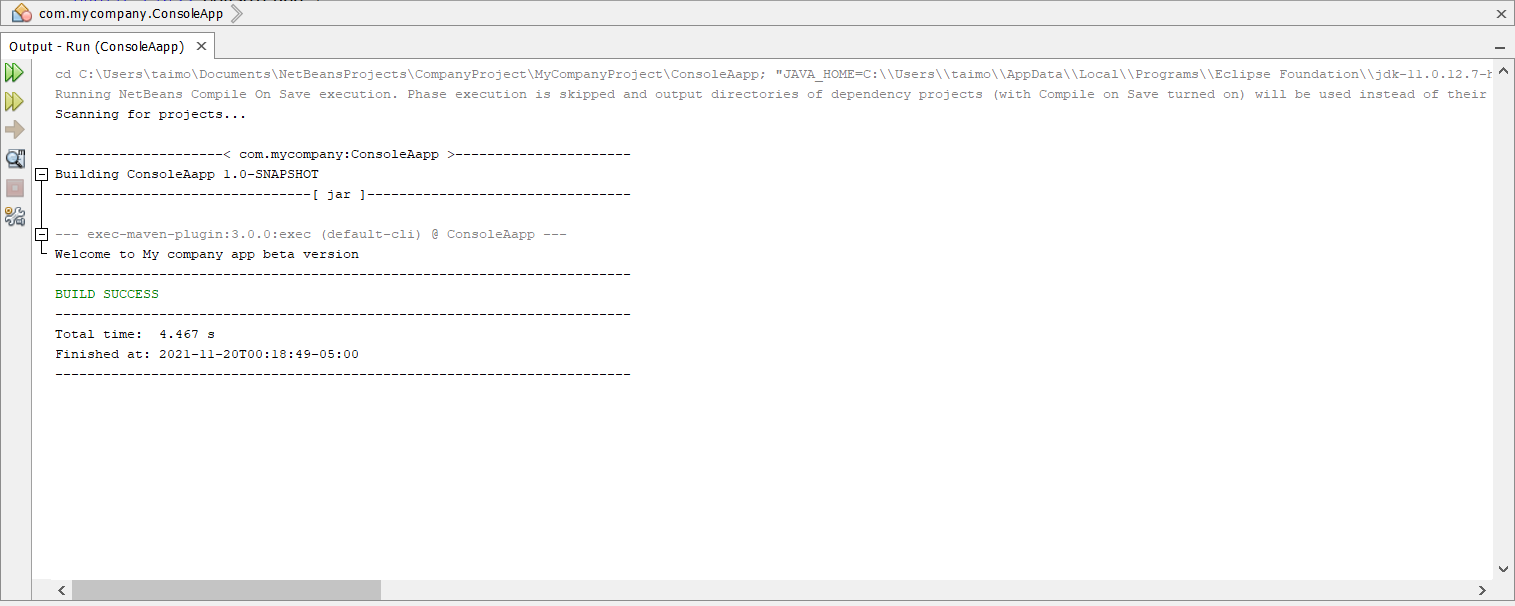 com.mycompany.ConsoleApp
Output - Run (ConsoleAapp)
cd C:\Users\taimo\Documents\NetBeansProjects\CompanyProject\MyCompanyProject\ConsoleAapp; "JAVA_HOME=C:\\Users\\taimo\\AppData\\Local\\Programs\\Eclipse Foundation\\jdk-11.0.12.7-h
Running NetBeans Compile On Save execution. Phase execution is skipped and output directories of dependency projects (with Compile on Save turned on) will be used instead of their
Scanning for projects...
---------------------< com.mycompany:ConsoleAapp >----------------------
Building ConsoleAapp 1.0-SNAPSHOT
--------------------------------[ jar ]---------------------------------
--- exec-maven-plugin:3.0.0:exec (default-cli) @ ConsoleAapp ---
Welcome to My company app beta version
------------------------------------------------------------------------
BUILD SUCCESS
------------------------------------------------------------------------
Total time:  4.467 s
Finished at: 2021-11-20T00:18:49-05:00
------------------------------------------------------------------------